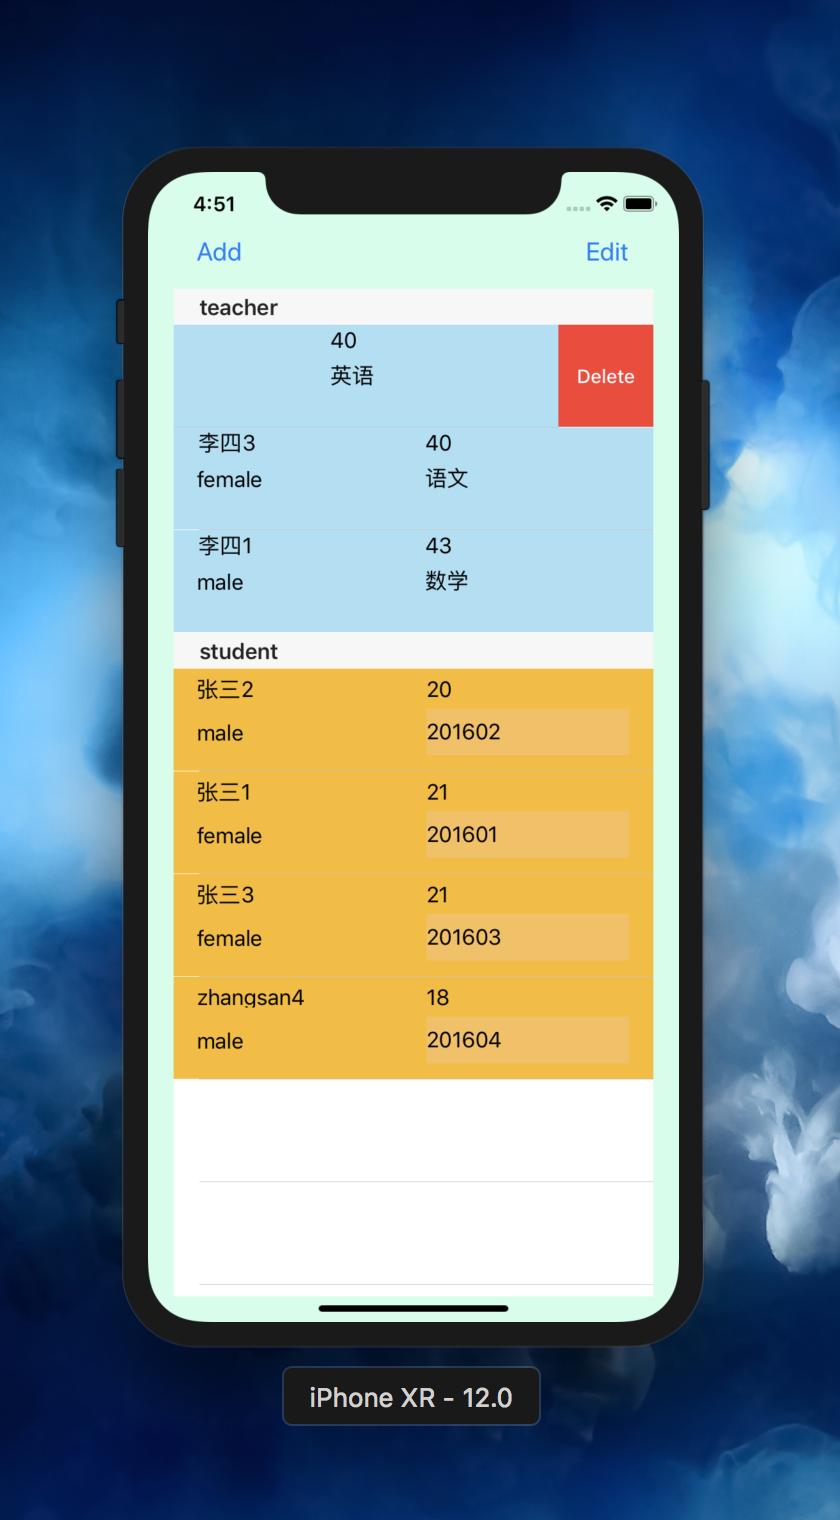 4:51
Add Edit
teacher
40
英语
Delete
李四3 40
female 语文
李四1 43
male 数学
student
张三2 20
male 201602
张三1 21
female 201601
张三3 21
female 201603
zhangsan4 18
male 201604
iPhone XR - 12.0